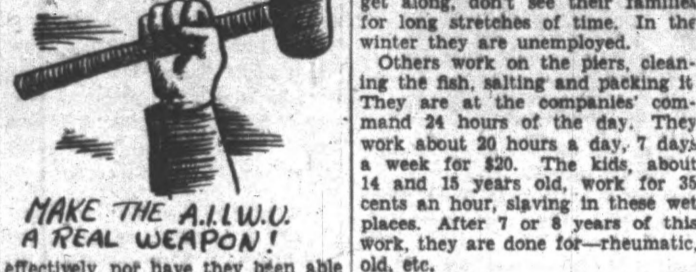 MAKE THE A.I.L.W.U.
A REAL WEAPON!
effectively nor have they been able
get along, don't see their families
for long stretches of time. In the
winter they are unemployed.
Others work on the piers, clean-
ing the fish, salting and packing it.
They are at the companies' com-
mand 24 hours of the day. They
work about 20 hours a day, 7 days
a week for $20. The kids, about
14 and 15 years old, work for 35
cents an hour, slaving in these wet
places. After 7 or 8 years of this
work, they are done for—rheumatic,
old, etc.